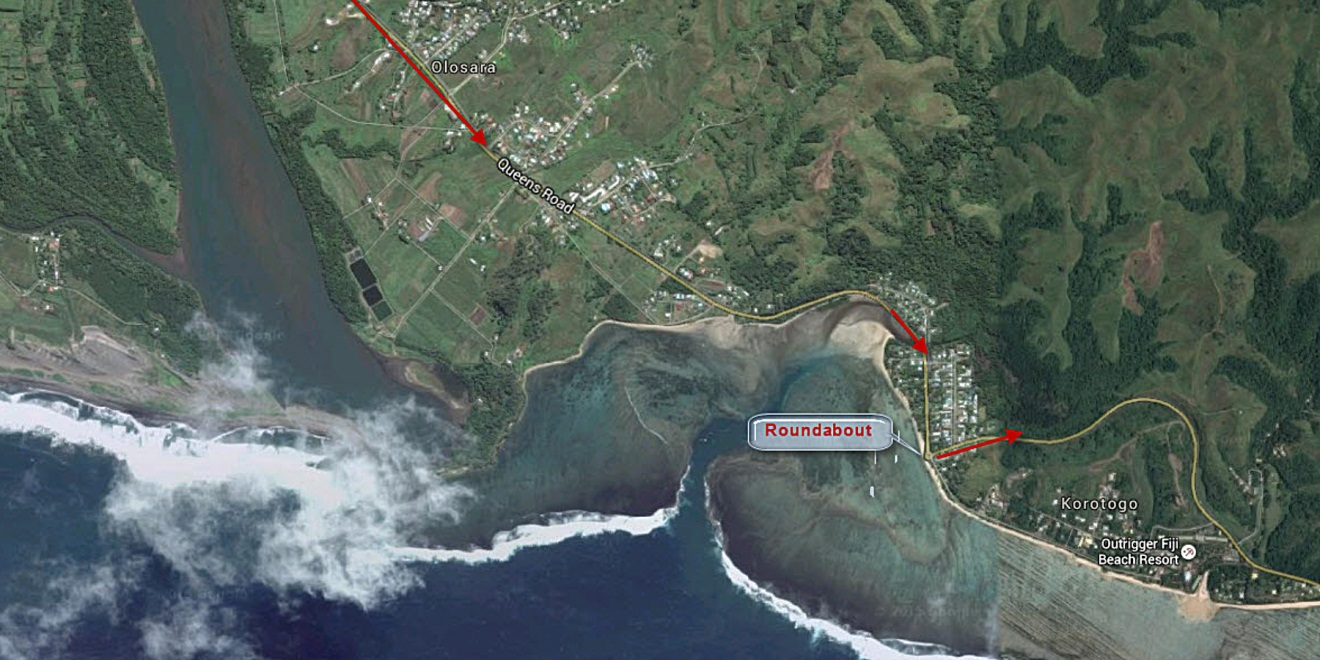 Olosara
Queens Road
Roundabout
Korotogo
Outrigger Fiji
Beach Resort